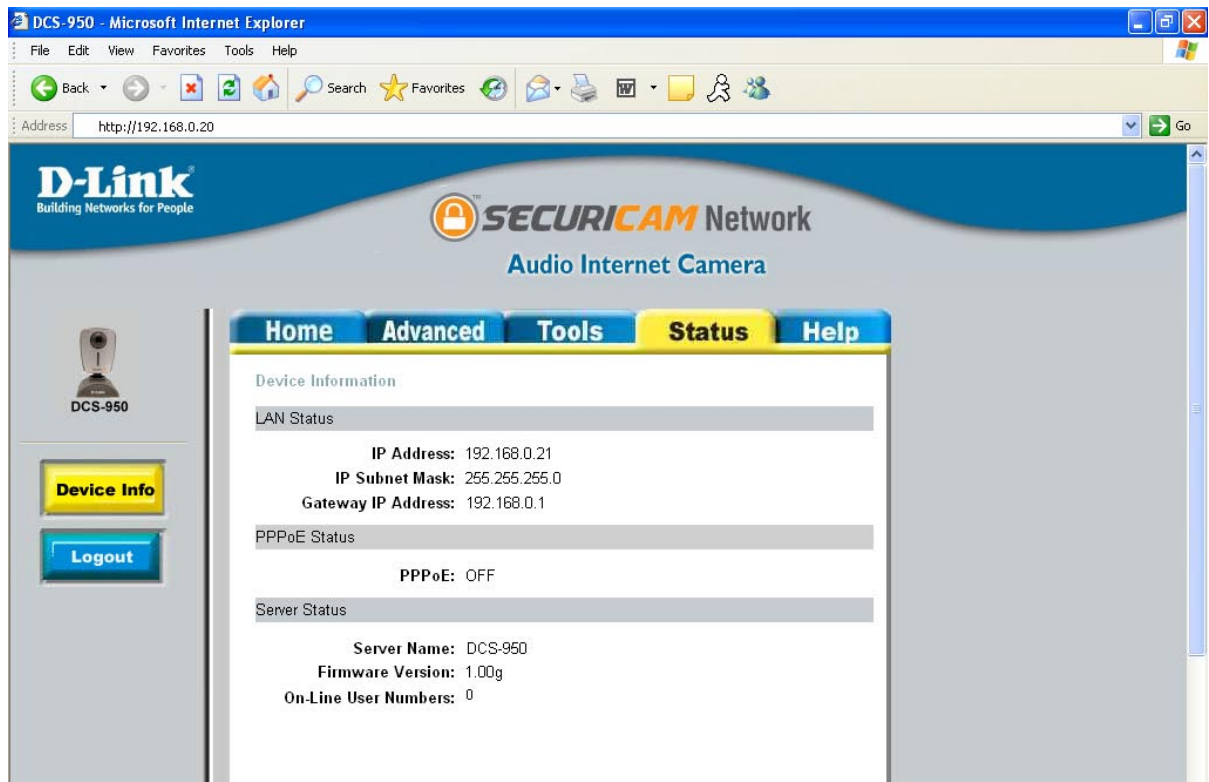 DCS-950 - Microsoft Internet Explorer
File Edit View Favorites Tools Help
Back Search Favorites
Address http://192.168.0.20 Go
D-Link®
Building Networks for People
SECURICAM™ Network
Audio Internet Camera
Home Advanced Tools Status Help
DCS-950
Device Info
Logout
Device Information
LAN Status
IP Address: 192.168.0.21
IP Subnet Mask: 255.255.255.0
Gateway IP Address: 192.168.0.1
PPPoE Status
PPPoE: OFF
Server Status
Server Name: DCS-950
Firmware Version: 1.00g
On-Line User Numbers: 0